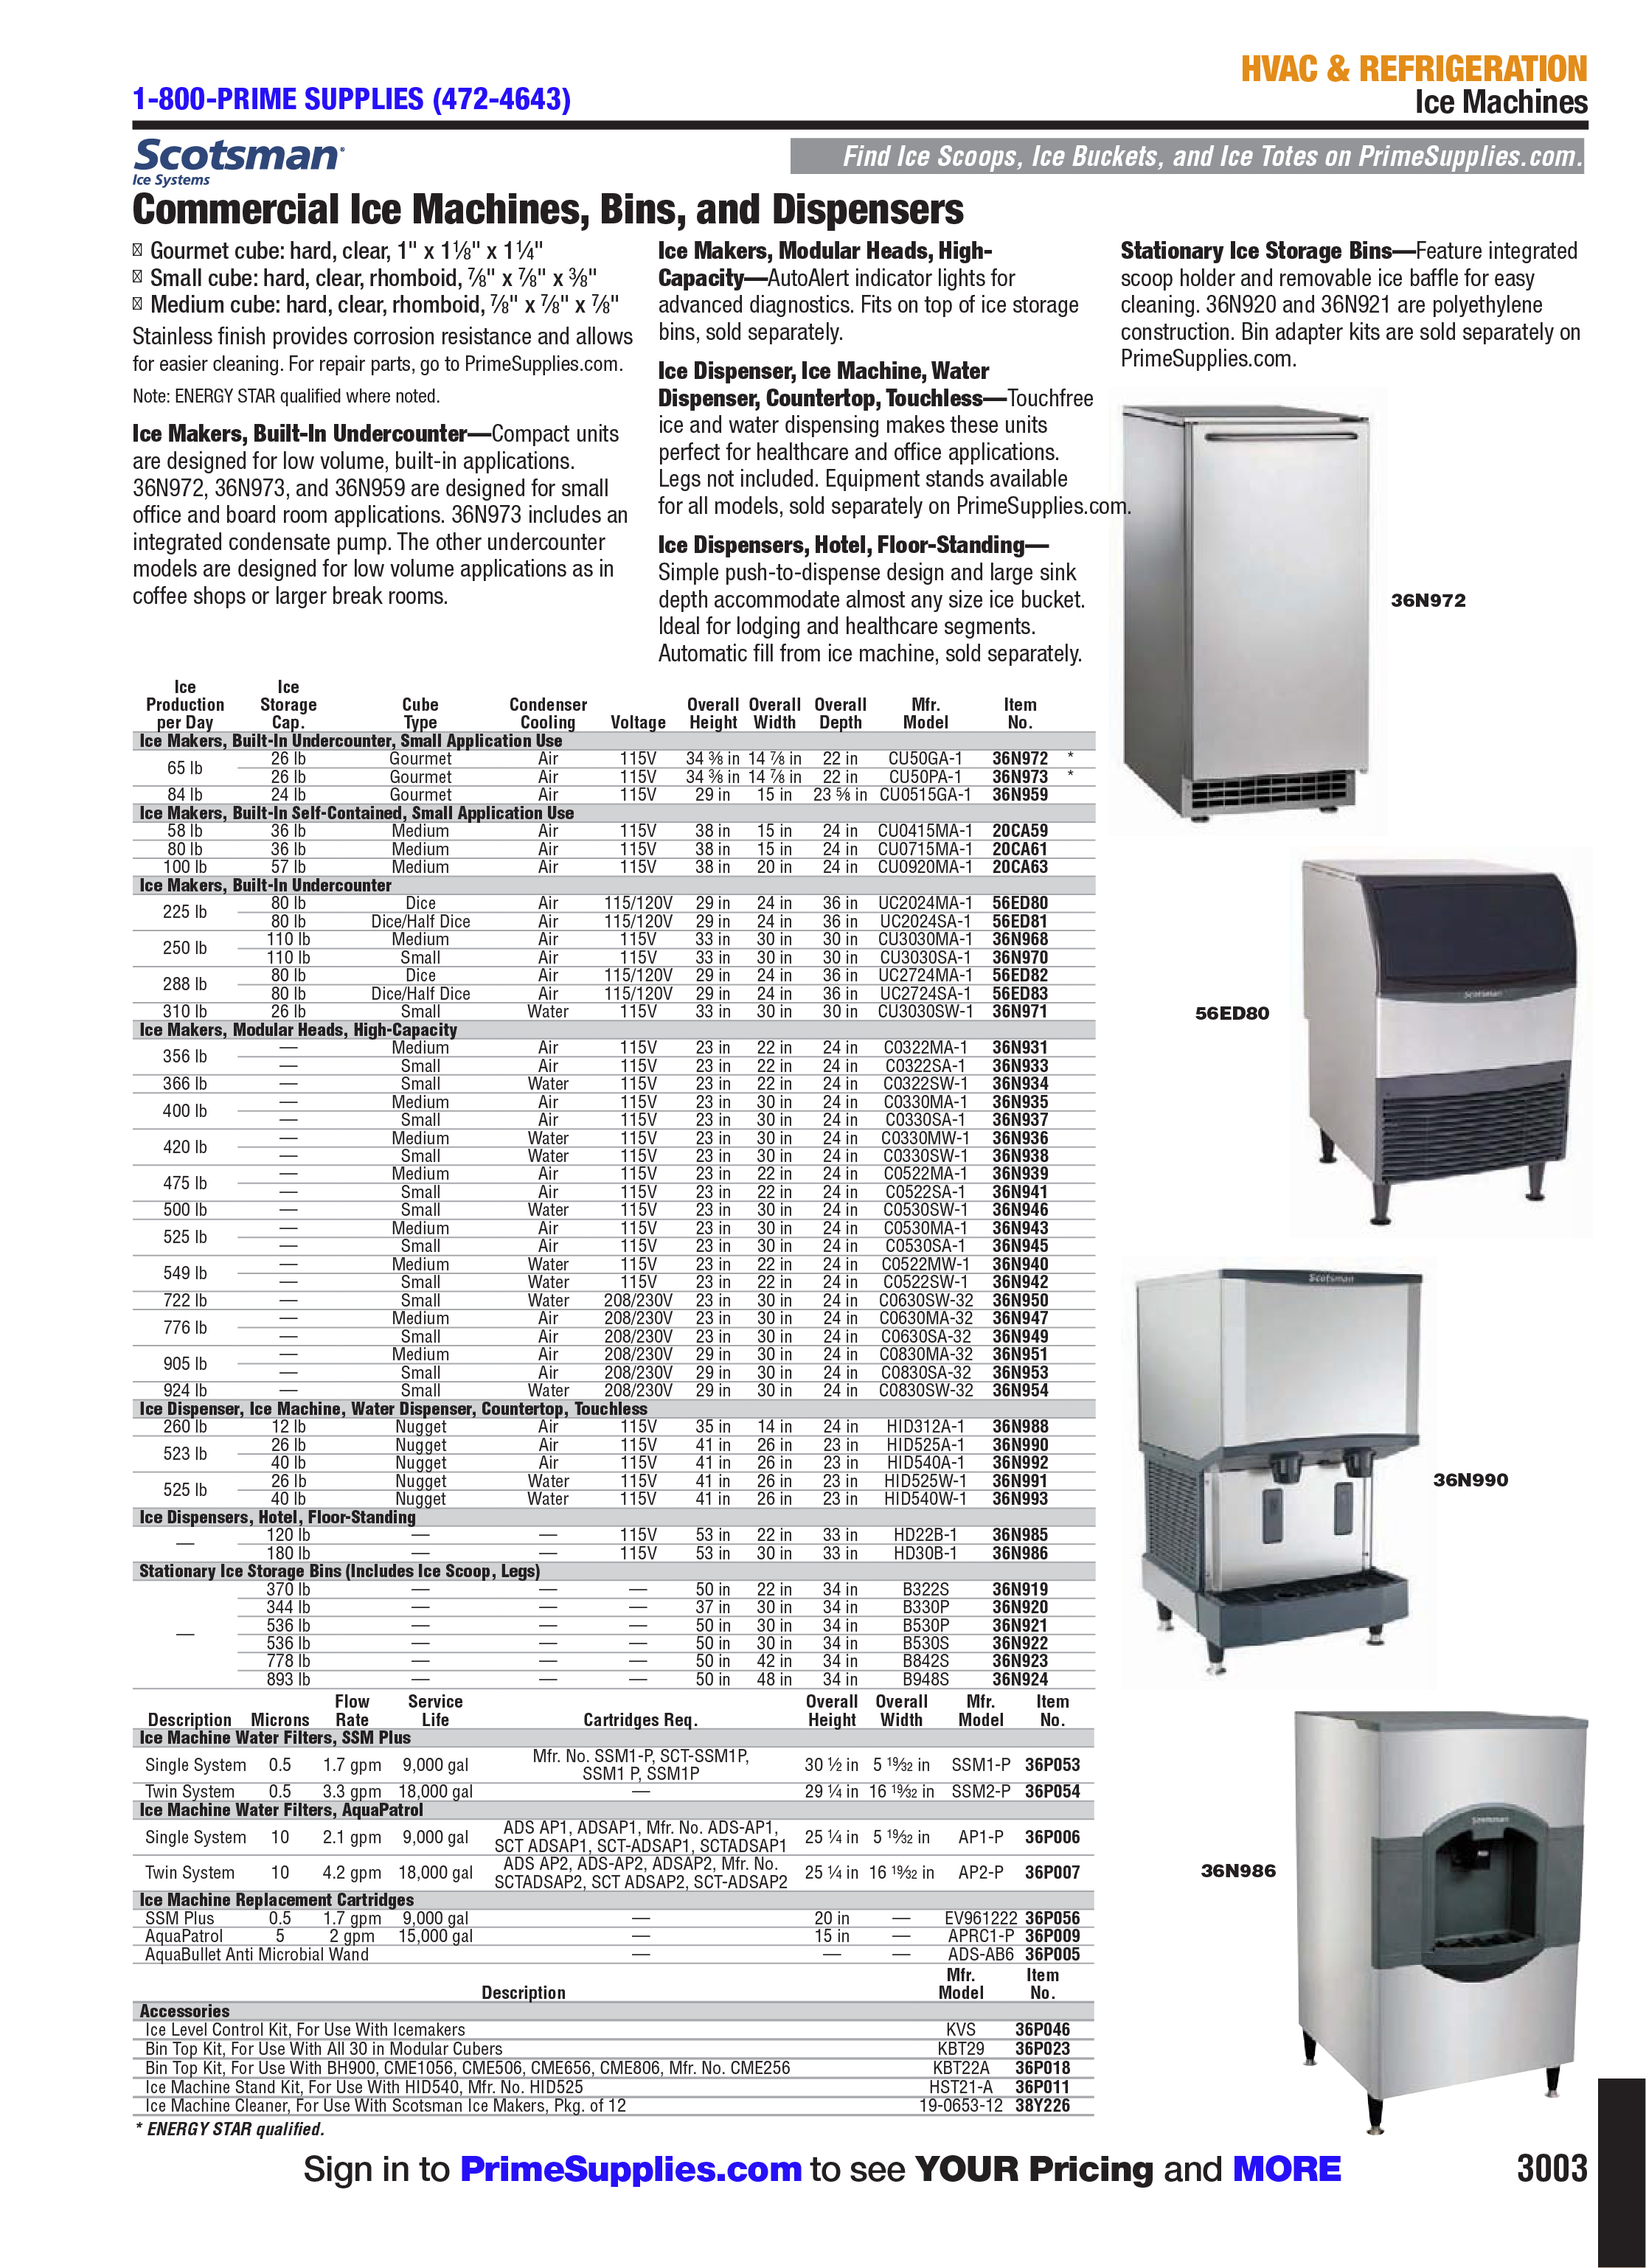 HVAC & REFRIGERATION
1-800-PRIME SUPPLIES (472-4643)
Ice Machines
Scotsman
Ice Systems
Find Ice Scoops, Ice Buckets, and Ice Totes on PrimeSupplies.com.
Commercial Ice Machines, Bins, and Dispensers
Gourmet cube: hard, clear, 1" x 1⅛" x 1¼"
Small cube: hard, clear, rhomboid, ⅞" x ⅞" x ⅜"
Medium cube: hard, clear, rhomboid, ⅞" x ⅞" x ⅞"
Stainless finish provides corrosion resistance and allows
for easier cleaning. For repair parts, go to PrimeSupplies.com.
Note: ENERGY STAR qualified where noted.
Ice Makers, Built-In Undercounter—Compact units
are designed for low volume, built-in applications.
36N972, 36N973, and 36N959 are designed for small
office and board room applications. 36N973 includes an
integrated condensate pump. The other undercounter
models are designed for low volume applications as in
coffee shops or larger break rooms.
Ice Makers, Modular Heads, High-
Capacity—AutoAlert indicator lights for
advanced diagnostics. Fits on top of ice storage
bins, sold separately.
Ice Dispenser, Ice Machine, Water
Dispenser, Countertop, Touchless—Touchfree
ice and water dispensing makes these units
perfect for healthcare and office applications.
Legs not included. Equipment stands available
for all models, sold separately on PrimeSupplies.com.
Ice Dispensers, Hotel, Floor-Standing—
Simple push-to-dispense design and large sink
depth accommodate almost any size ice bucket.
Ideal for lodging and healthcare segments.
Automatic fill from ice machine, sold separately.
Stationary Ice Storage Bins—Feature integrated
scoop holder and removable ice baffle for easy
cleaning. 36N920 and 36N921 are polyethylene
construction. Bin adapter kits are sold separately on
PrimeSupplies.com.
36N972
56ED80
Scotsman
Scotsman
36N990
Scotsman
36N986
Ice Ice
Production Storage Cube Condenser Overall Overall Overall Mfr. Item
per Day Cap. Type Cooling Voltage Height Width Depth Model No.
Ice Makers, Built-In Undercounter, Small Application Use
65 lb 26 lb Gourmet Air 115V 34 ⅜ in 14 ⅞ in 22 in CU50GA-1 36N972 *
26 lb Gourmet Air 115V 34 ⅜ in 14 ⅞ in 22 in CU50PA-1 36N973 *
84 lb 24 lb Gourmet Air 115V 29 in 15 in 23 ⅝ in CU0515GA-1 36N959
Ice Makers, Built-In Self-Contained, Small Application Use
58 lb 36 lb Medium Air 115V 38 in 15 in 24 in CU0415MA-1 20CA59
80 lb 36 lb Medium Air 115V 38 in 15 in 24 in CU0715MA-1 20CA61
100 lb 57 lb Medium Air 115V 38 in 20 in 24 in CU0920MA-1 20CA63
Ice Makers, Built-In Undercounter
225 lb 80 lb Dice Air 115/120V 29 in 24 in 36 in UC2024MA-1 56ED80
80 lb Dice/Half Dice Air 115/120V 29 in 24 in 36 in UC2024SA-1 56ED81
250 lb 110 lb Medium Air 115V 33 in 30 in 30 in CU3030MA-1 36N968
110 lb Small Air 115V 33 in 30 in 30 in CU3030SA-1 36N970
288 lb 80 lb Dice Air 115/120V 29 in 24 in 36 in UC2724MA-1 56ED82
80 lb Dice/Half Dice Air 115/120V 29 in 24 in 36 in UC2724SA-1 56ED83
310 lb 26 lb Small Water 115V 33 in 30 in 30 in CU3030SW-1 36N971
Ice Makers, Modular Heads, High-Capacity
356 lb — Medium Air 115V 23 in 22 in 24 in C0322MA-1 36N931
— Small Air 115V 23 in 22 in 24 in C0322SA-1 36N933
366 lb — Small Water 115V 23 in 22 in 24 in C0322SW-1 36N934
400 lb — Medium Air 115V 23 in 30 in 24 in C0330MA-1 36N935
— Small Air 115V 23 in 30 in 24 in C0330SA-1 36N937
420 lb — Medium Water 115V 23 in 30 in 24 in C0330MW-1 36N936
— Small Water 115V 23 in 30 in 24 in C0330SW-1 36N938
475 lb — Medium Air 115V 23 in 22 in 24 in C0522MA-1 36N939
— Small Air 115V 23 in 22 in 24 in C0522SA-1 36N941
500 lb — Small Water 115V 23 in 30 in 24 in C0530SW-1 36N946
525 lb — Medium Air 115V 23 in 30 in 24 in C0530MA-1 36N943
— Small Air 115V 23 in 30 in 24 in C0530SA-1 36N945
549 lb — Medium Water 115V 23 in 22 in 24 in C0522MW-1 36N940
— Small Water 115V 23 in 22 in 24 in C0522SW-1 36N942
722 lb — Small Water 208/230V 23 in 30 in 24 in C0630SW-32 36N950
776 lb — Medium Air 208/230V 23 in 30 in 24 in C0630MA-32 36N947
— Small Air 208/230V 23 in 30 in 24 in C0630SA-32 36N949
905 lb — Medium Air 208/230V 29 in 30 in 24 in C0830MA-32 36N951
— Small Air 208/230V 29 in 30 in 24 in C0830SA-32 36N953
924 lb — Small Water 208/230V 29 in 30 in 24 in C0830SW-32 36N954
Ice Dispenser, Ice Machine, Water Dispenser, Countertop, Touchless
260 lb 12 lb Nugget Air 115V 35 in 14 in 24 in HID312A-1 36N988
523 lb 26 lb Nugget Air 115V 41 in 26 in 23 in HID525A-1 36N990
40 lb Nugget Air 115V 41 in 26 in 23 in HID540A-1 36N992
525 lb 26 lb Nugget Water 115V 41 in 26 in 23 in HID525W-1 36N991
40 lb Nugget Water 115V 41 in 26 in 23 in HID540W-1 36N993
Ice Dispensers, Hotel, Floor-Standing
— 120 lb — — 115V 53 in 22 in 33 in HD22B-1 36N985
180 lb — — 115V 53 in 30 in 33 in HD30B-1 36N986
Stationary Ice Storage Bins (Includes Ice Scoop, Legs)
— 370 lb — — — 50 in 22 in 34 in B322S 36N919
344 lb — — — 37 in 30 in 34 in B330P 36N920
536 lb — — — 50 in 30 in 34 in B530P 36N921
536 lb — — — 50 in 30 in 34 in B530S 36N922
778 lb — — — 50 in 42 in 34 in B842S 36N923
893 lb — — — 50 in 48 in 34 in B948S 36N924
Flow Service Overall Overall Mfr. Item
Description Microns Rate Life Cartridges Req. Height Width Model No.
Ice Machine Water Filters, SSM Plus
Single System 0.5 1.7 gpm 9,000 gal Mfr. No. SSM1-P, SCT-SSM1P, 30 ½ in 5 19⁄32 in SSM1-P 36P053
SSM1 P, SSM1P
Twin System 0.5 3.3 gpm 18,000 gal — 29 ¼ in 16 19⁄32 in SSM2-P 36P054
Ice Machine Water Filters, AquaPatrol
Single System 10 2.1 gpm 9,000 gal ADS AP1, ADSAP1, Mfr. No. ADS-AP1, 25 ¼ in 5 19⁄32 in AP1-P 36P006
SCT ADSAP1, SCT-ADSAP1, SCTADSAP1
Twin System 10 4.2 gpm 18,000 gal ADS AP2, ADS-AP2, ADSAP2, Mfr. No. 25 ¼ in 16 19⁄32 in AP2-P 36P007
SCTADSAP2, SCT ADSAP2, SCT-ADSAP2
Ice Machine Replacement Cartridges
SSM Plus 0.5 1.7 gpm 9,000 gal — 20 in — EV961222 36P056
AquaPatrol 5 2 gpm 15,000 gal — 15 in — APRC1-P 36P009
AquaBullet Anti Microbial Wand — — — ADS-AB6 36P005
Mfr. Item
Description Model No.
Accessories
Ice Level Control Kit, For Use With Icemakers KVS 36P046
Bin Top Kit, For Use With All 30 in Modular Cubers KBT29 36P023
Bin Top Kit, For Use With BH900, CME1056, CME506, CME656, CME806, Mfr. No. CME256 KBT22A 36P018
Ice Machine Stand Kit, For Use With HID540, Mfr. No. HID525 HST21-A 36P011
Ice Machine Cleaner, For Use With Scotsman Ice Makers, Pkg. of 12 19-0653-12 38Y226
* ENERGY STAR qualified.
Sign in to PrimeSupplies.com to see YOUR Pricing and MORE
3003